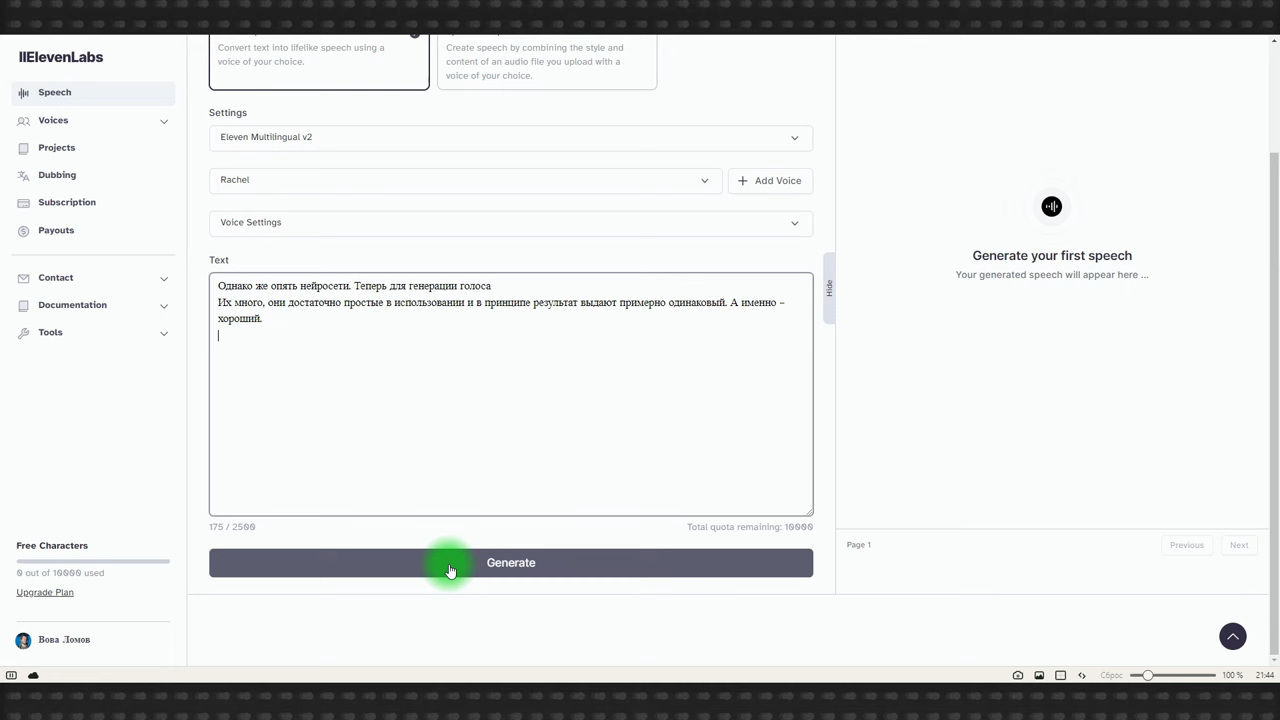 IIElevenLabs
Speech
Voices
Projects
Dubbing
Subscription
Payouts
Contact
Documentation
Tools
Free Characters
0 out of 10000 used
Upgrade Plan
Вова Ломов
Convert text into lifelike speech using a
voice of your choice.
Create speech by combining the style and
content of an audio file you upload with a
voice of your choice.
Settings
Eleven Multilingual v2
Rachel
Add Voice
Voice Settings
Text
Однако же опять нейросети. Теперь для генерации голоса
Их много, они достаточно простые в использовании и в принципе результат выдают примерно одинаковый. А именно –
хороший.
175 / 2500
Total quota remaining: 10000
Generate
Hide
Generate your first speech
Your generated speech will appear here ...
Page 1
Previous
Next
Сброс
100 %
21:44